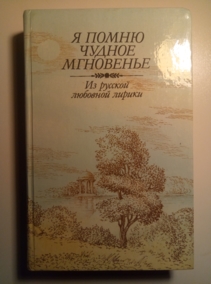 Я ПОМНЮ
ЧУДНОЕ
МГНОВЕНЬЕ
Из русской
любовной лирики